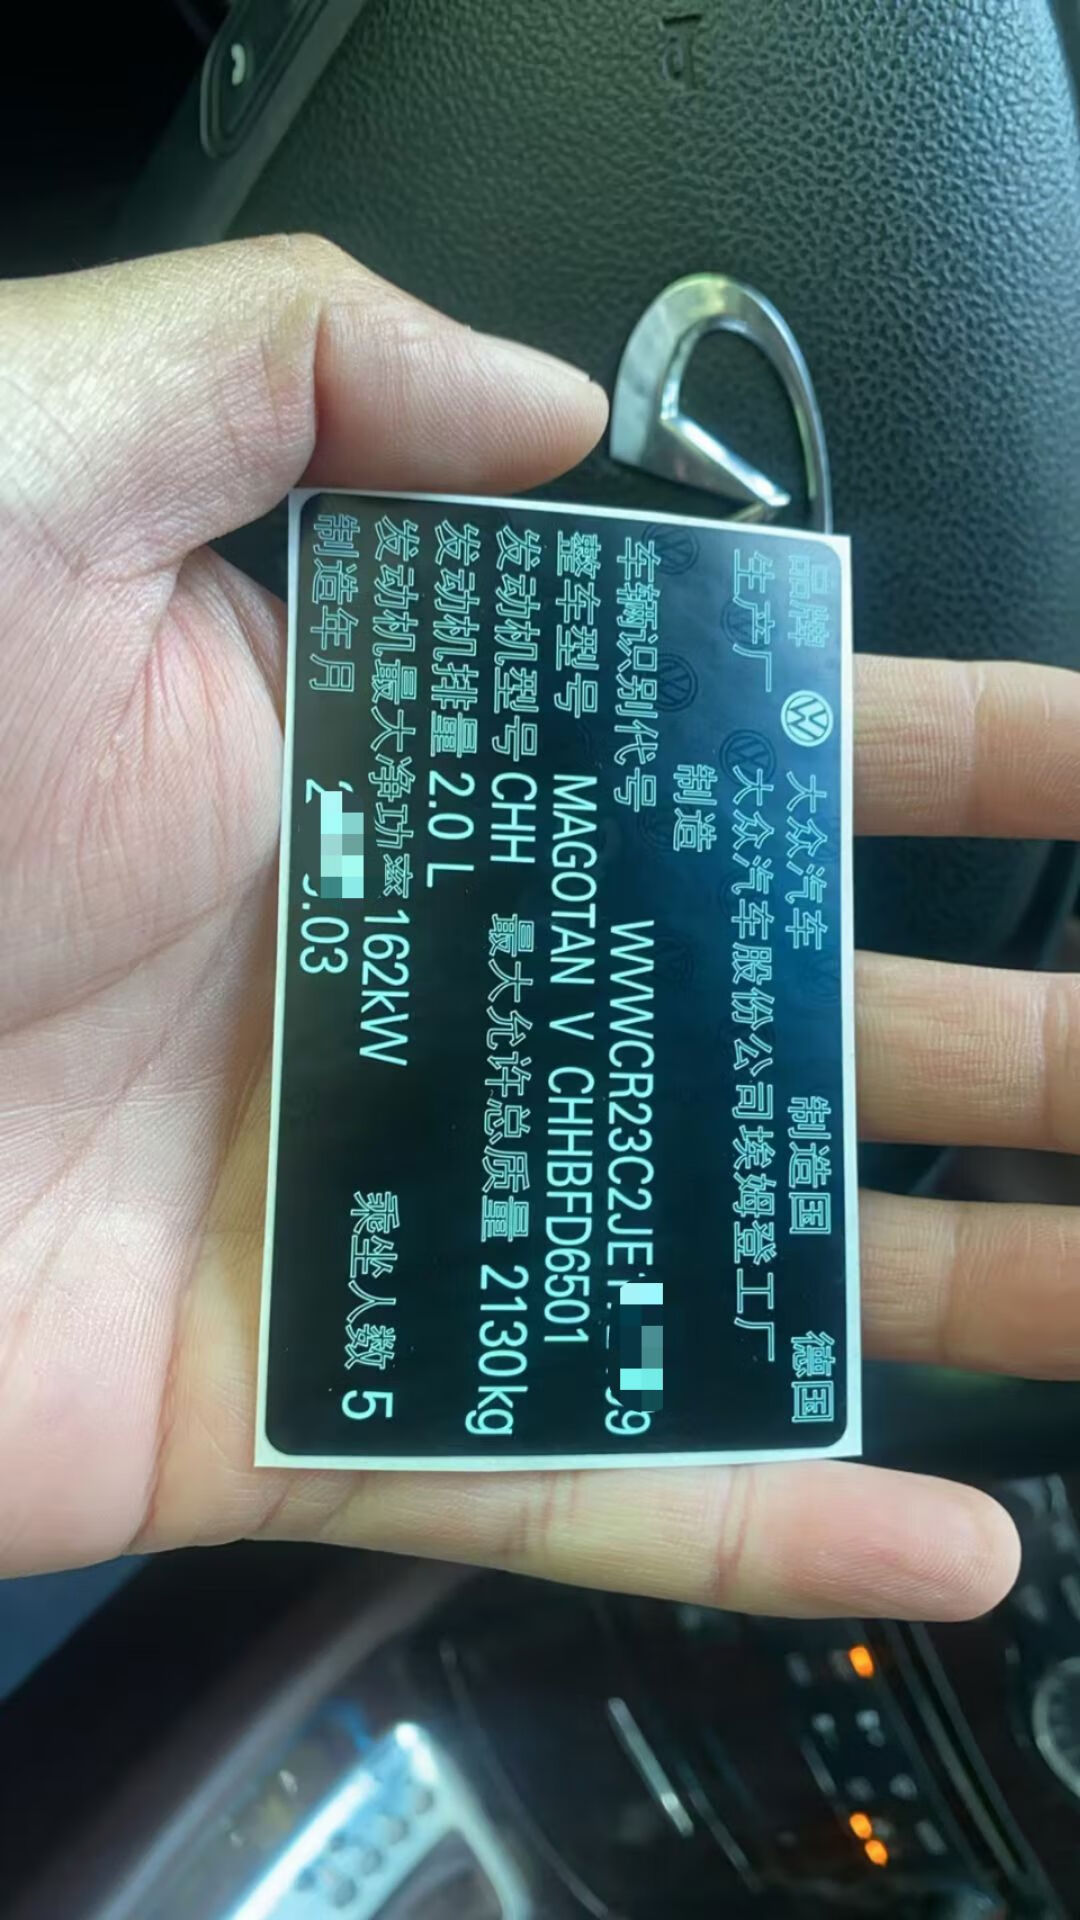 品牌 大众汽车 制造国 德国
生产厂 大众汽车股份公司埃姆登工厂
制造
车辆识别代号 WVWCR23C2JE
整车型号 MAGOTAN V CHHBFD6501
发动机型号 CHH 最大允许总质量 2130kg
发动机排量 2.0 L
发动机最大净功率 162kW 乘坐人数 5
制造年月 .03